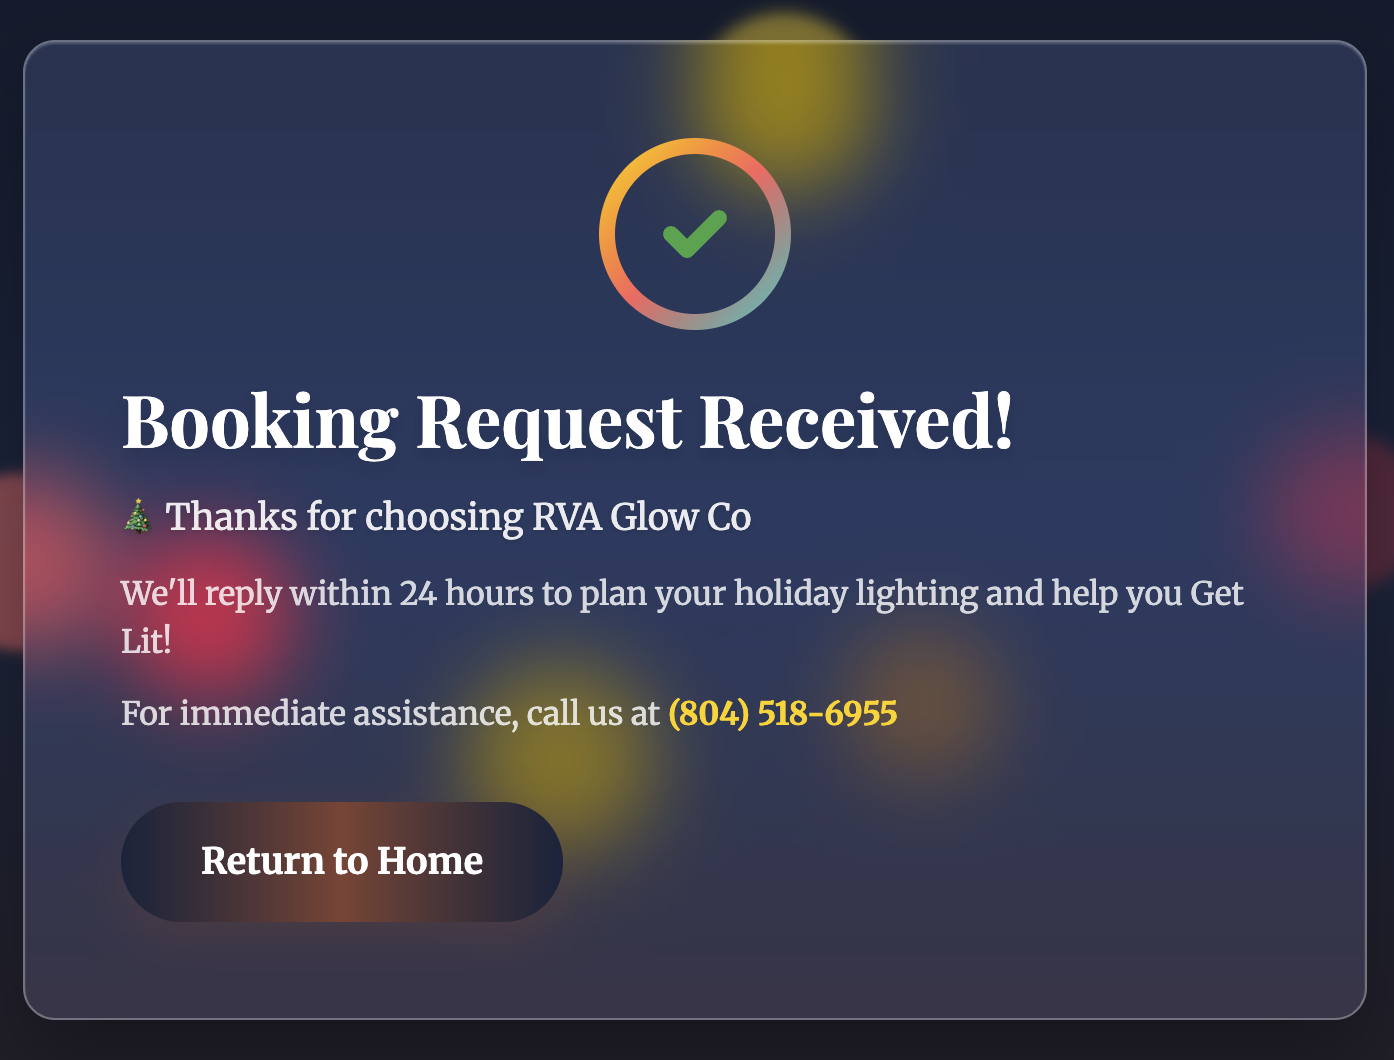 Booking Request Received!
🎄 Thanks for choosing RVA Glow Co
We'll reply within 24 hours to plan your holiday lighting and help you Get
Lit!
For immediate assistance, call us at (804) 518-6955
Return to Home